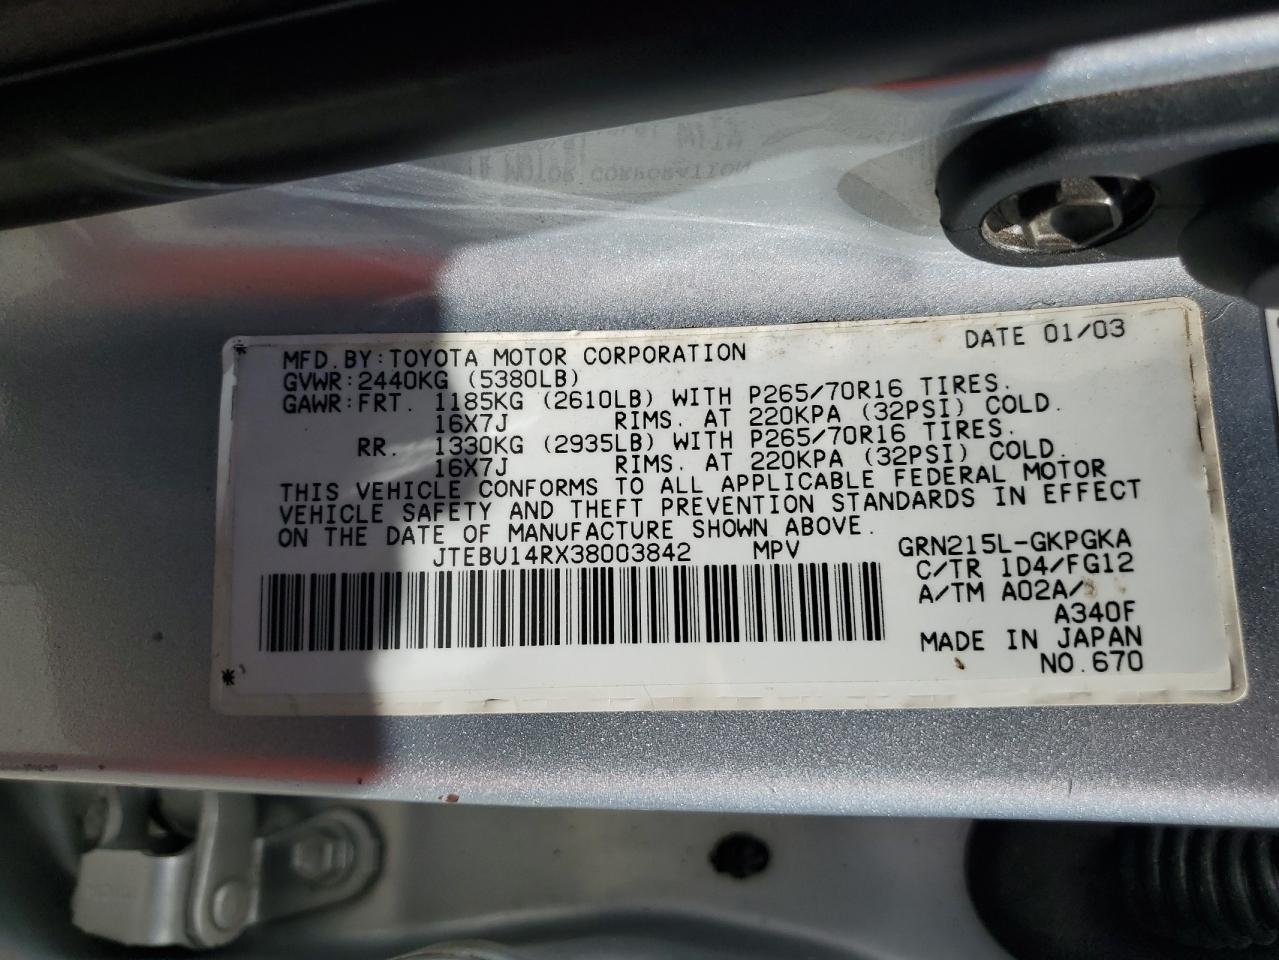 DATE 01/03
MFD.BY:TOYOTA MOTOR CORPORATION
GVWR:2440KG (5380LB)
GAWR:FRT. 1185KG (2610LB) WITH P265/70R16 TIRES.
16X7J RIMS. AT 220KPA (32PSI) COLD.
RR. 1330KG (2935LB) WITH P265/70R16 TIRES.
16X7J RIMS. AT 220KPA (32PSI) COLD.
THIS VEHICLE CONFORMS TO ALL APPLICABLE FEDERAL MOTOR
VEHICLE SAFETY AND THEFT PREVENTION STANDARDS IN EFFECT
ON THE DATE OF MANUFACTURE SHOWN ABOVE.
JTEBU14RX38003842 MPV GRN215L-GKPGKA
C/TR 1D4/FG12
A/TM A02A/
A340F
MADE IN JAPAN
NO.670